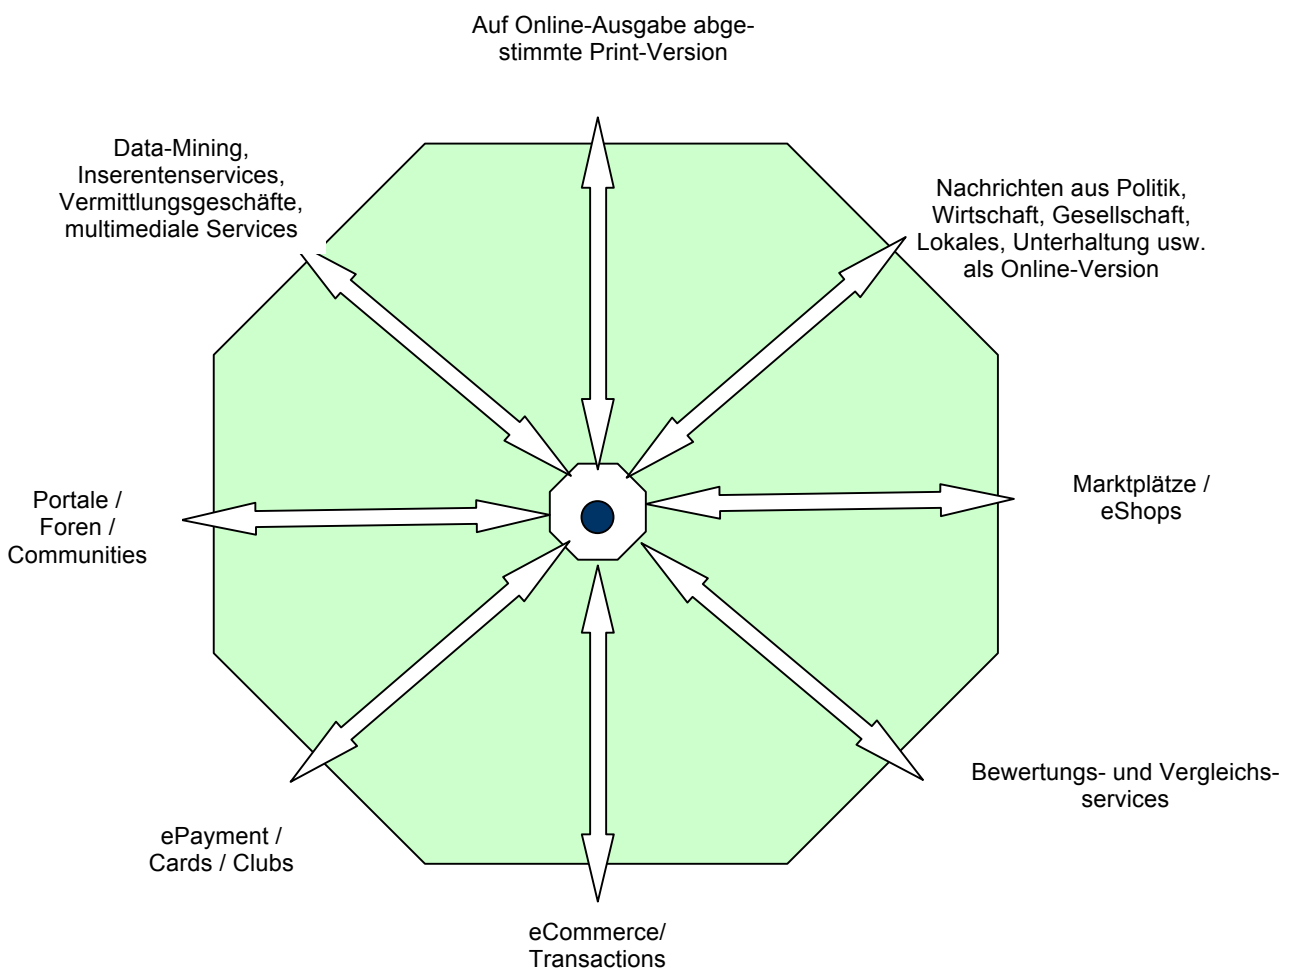 Auf Online-Ausgabe abge-
stimmte Print-Version
Data-Mining,
Inserentenservices,
Vermittlungsgeschäfte,
multimediale Services
Nachrichten aus Politik,
Wirtschaft, Gesellschaft,
Lokales, Unterhaltung usw.
als Online-Version
Portale /
Foren /
Communities
Marktplätze /
eShops
Bewertungs- und Vergleichs-
services
ePayment /
Cards / Clubs
eCommerce/
Transactions